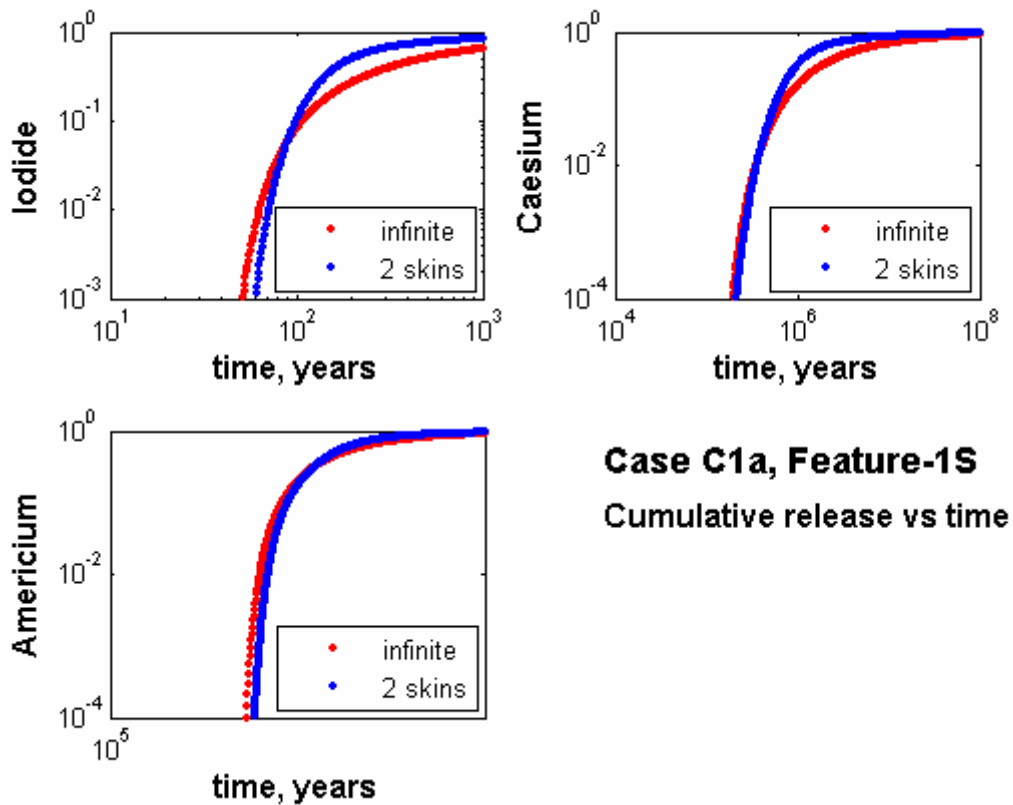 10^0
10^-1
10^-2
10^-3
Iodide
infinite
2 skins
10^1
10^2
10^3
time, years
10^0
10^-2
10^-4
Caesium
infinite
2 skins
10^4
10^6
10^8
time, years
10^0
10^-2
10^-4
Americium
infinite
2 skins
10^5
time, years
Case C1a, Feature-1S
Cumulative release vs time